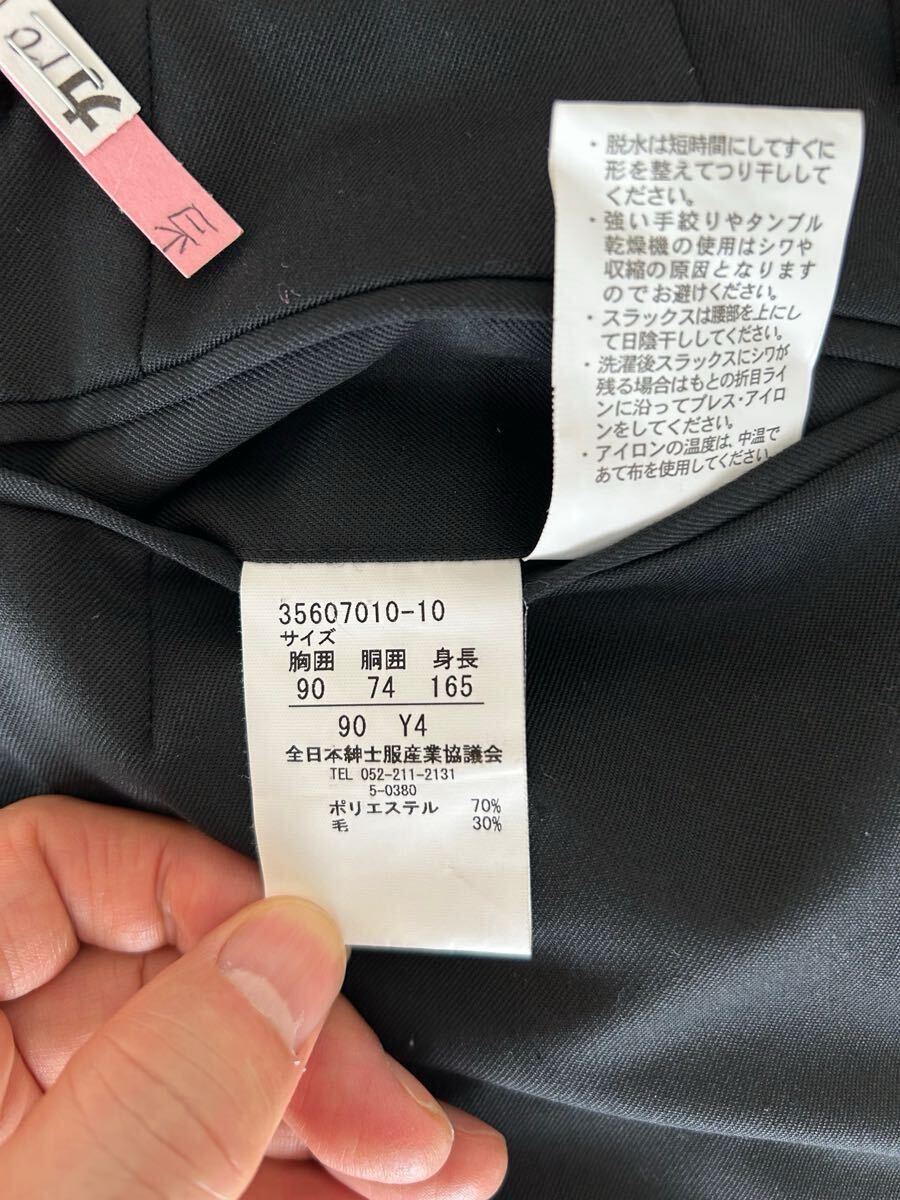 ・脱水は短時間にしてすぐに
形を整えてつり干しして
ください。
・強い手絞りやタンブル
乾燥機の使用はシワや
収縮の原因となります
のでお避けください。
・スラックスは腰部を上にし
て日陰干ししてください。
・洗濯後スラックスにシワが
残る場合はもとの折目ライ
ンに沿ってプレス・アイロ
ンをしてください。
・アイロンの温度は、中温で
あて布を使用してください。
35607010-10
サイズ
胸囲 胴囲 身長
90 74 165
90 Y4
全日本紳士服産業協議会
TEL 052-211-2131
5-0380
ポリエステル 70%
毛 30%